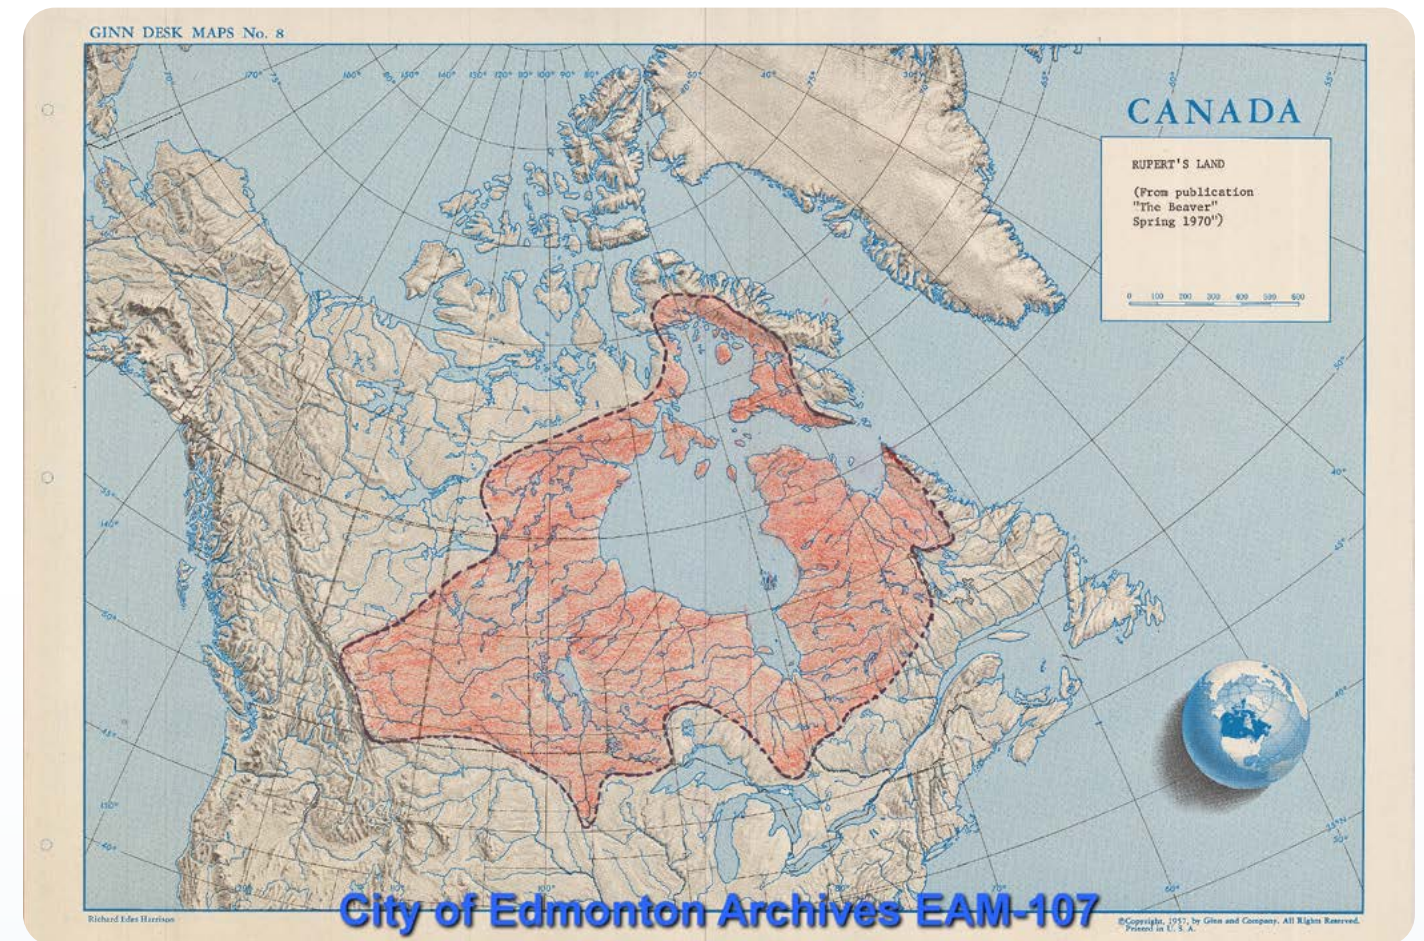 GINN DESK MAPS No. 8
CANADA
RUPERT'S LAND
(From publication
"The Beaver"
Spring 1970")
0 100 200 300 400 500 600
City of Edmonton Archives EAM-107
Richard Edes Harrison
©Copyright, 1957, by Ginn and Company. All Rights Reserved.
Printed in U. S. A.